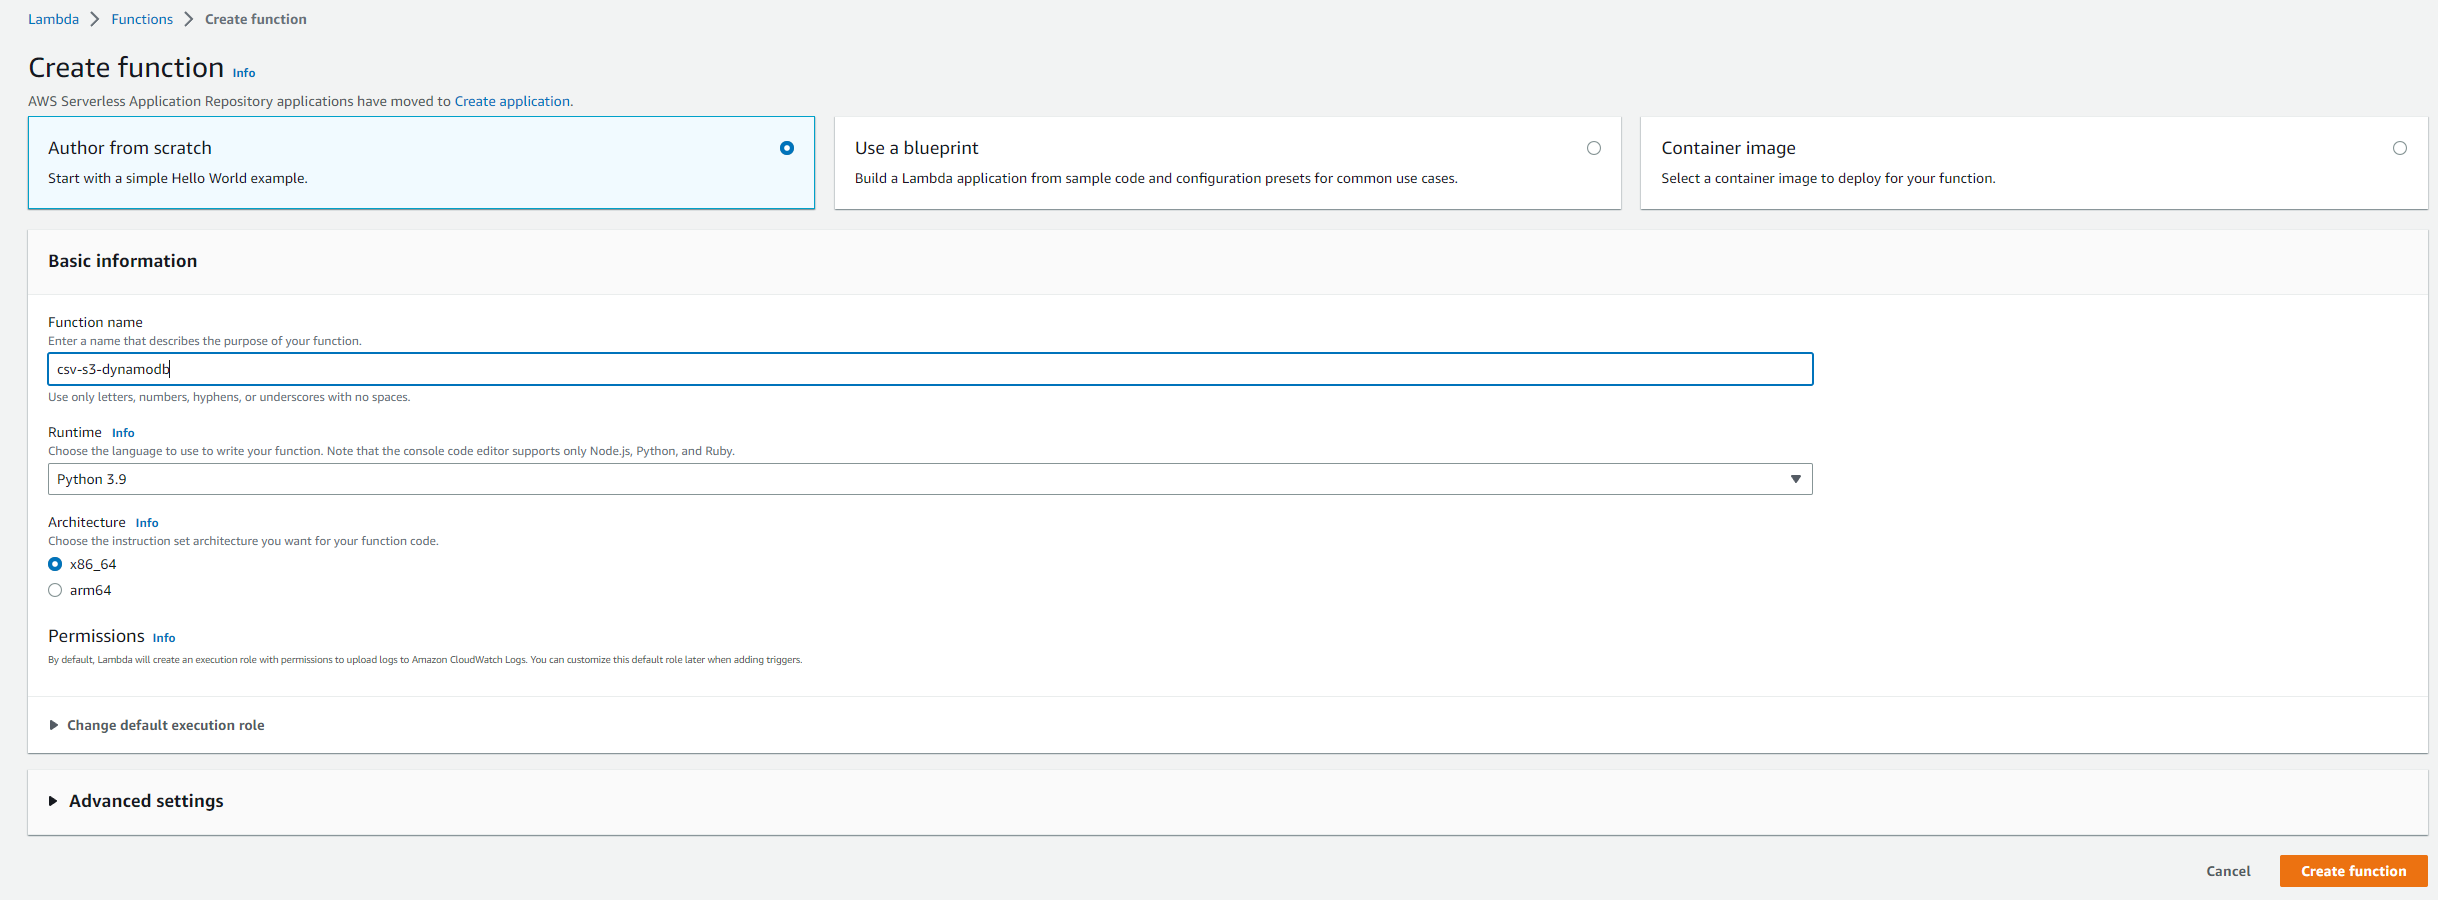 Lambda > Functions > Create function
Create function Info
AWS Serverless Application Repository applications have moved to Create application.
Author from scratch
Start with a simple Hello World example.
Use a blueprint
Build a Lambda application from sample code and configuration presets for common use cases.
Container image
Select a container image to deploy for your function.
Basic information
Function name
Enter a name that describes the purpose of your function.
csv-s3-dynamodb
Use only letters, numbers, hyphens, or underscores with no spaces.
Runtime Info
Choose the language to use to write your function. Note that the console code editor supports only Node.js, Python, and Ruby.
Python 3.9
Architecture Info
Choose the instruction set architecture you want for your function code.
x86_64
arm64
Permissions Info
By default, Lambda will create an execution role with permissions to upload logs to Amazon CloudWatch Logs. You can customize this default role later when adding triggers.
Change default execution role
Advanced settings
Cancel
Create function